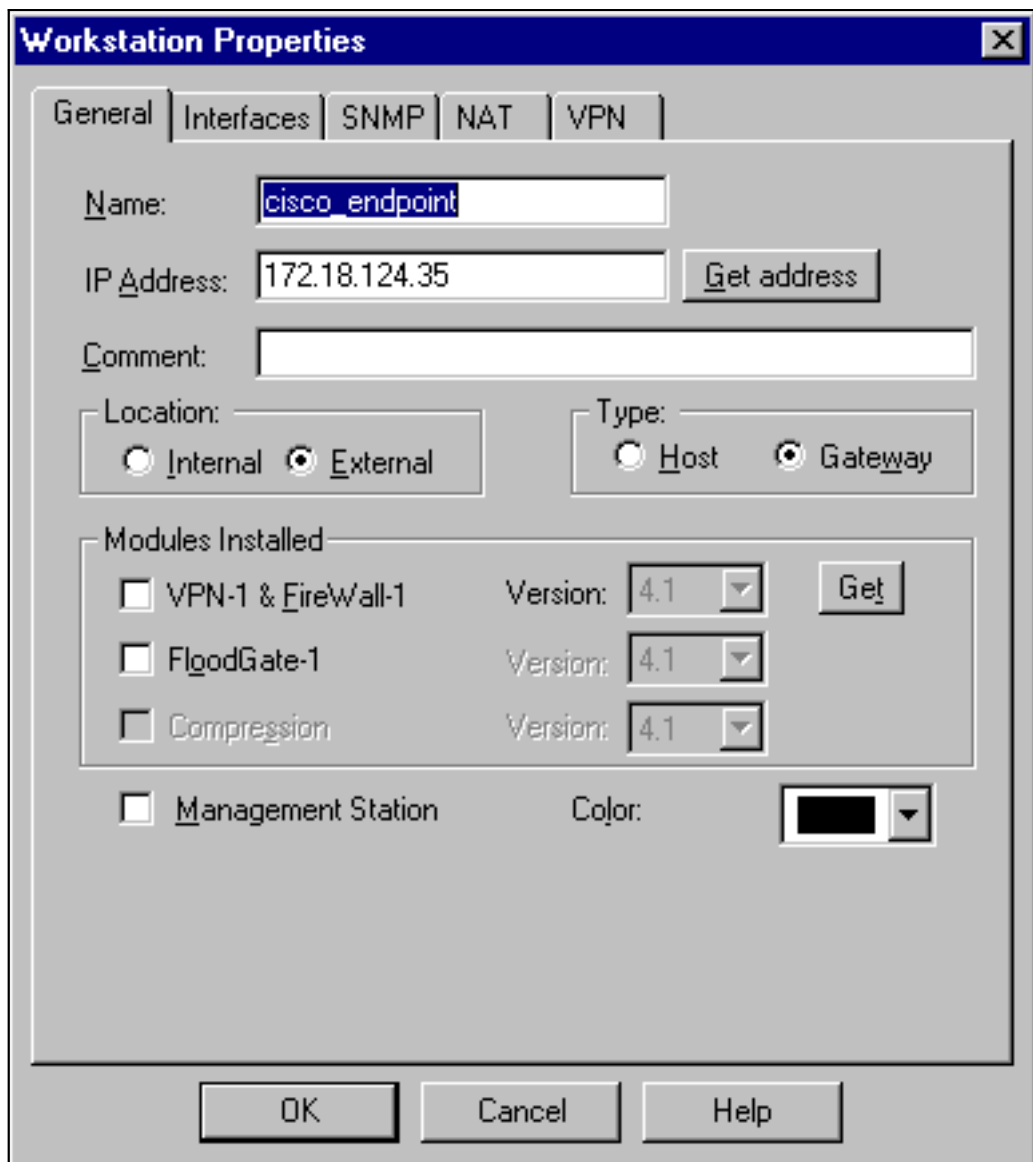 Workstation Properties
General Interfaces SNMP NAT VPN
Name: cisco_endpoint
IP Address: 172.18.124.35 Get address
Comment:
Location: Type:
Internal External Host Gateway
Modules Installed
VPN-1 & FireWall-1 Version: 4.1 Get
FloodGate-1 Version: 4.1
Compression Version: 4.1
Management Station Color:
OK Cancel Help